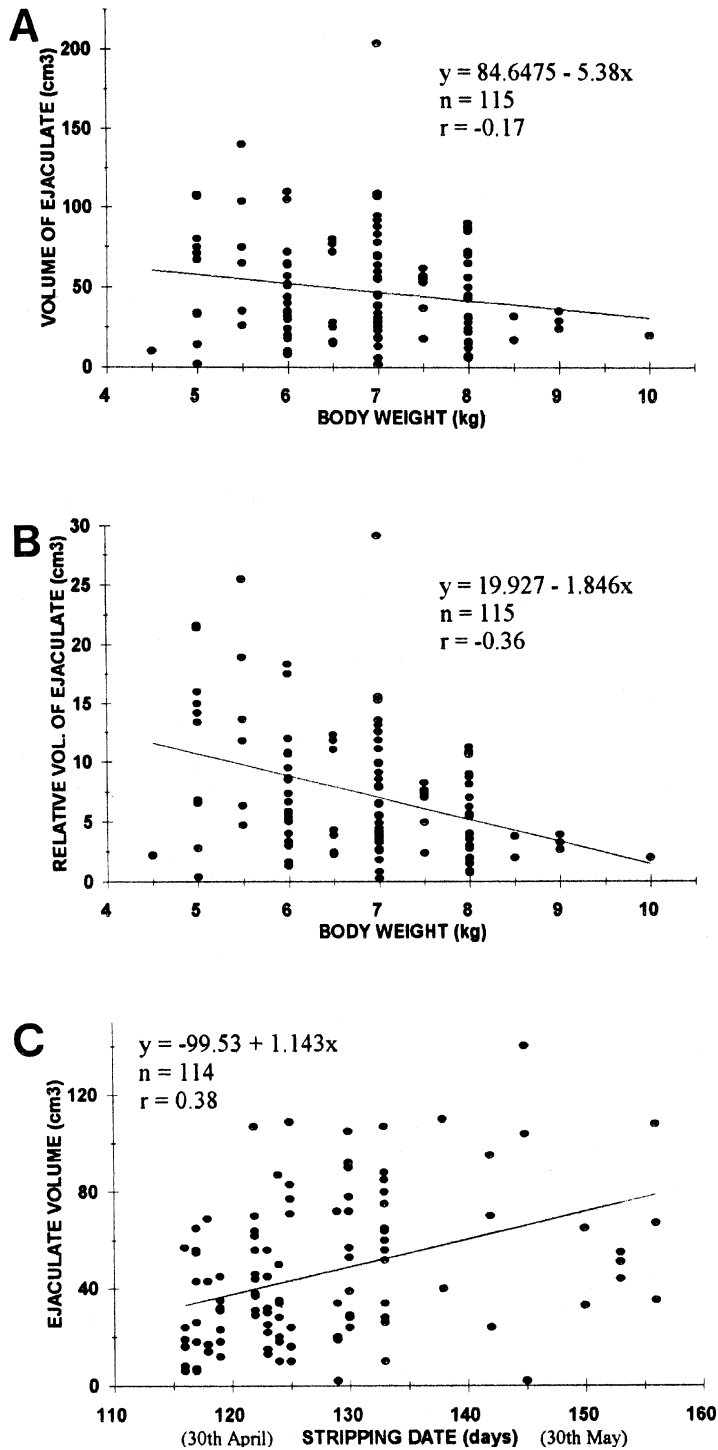 A
VOLUME OF EJACULATE (cm3)
200
150
100
50
0
y = 84.6475 - 5.38x
n = 115
r = -0.17
4 5 6 7 8 9 10
BODY WEIGHT (kg)
B
RELATIVE VOL. OF EJACULATE (cm3)
30
25
20
15
10
5
0
y = 19.927 - 1.846x
n = 115
r = -0.36
4 5 6 7 8 9 10
BODY WEIGHT (kg)
C
EJACULATE VOLUME (cm3)
y = -99.53 + 1.143x
n = 114
r = 0.38
120
80
40
0
110 120 130 140 150 160
(30th April) STRIPPING DATE (days) (30th May)